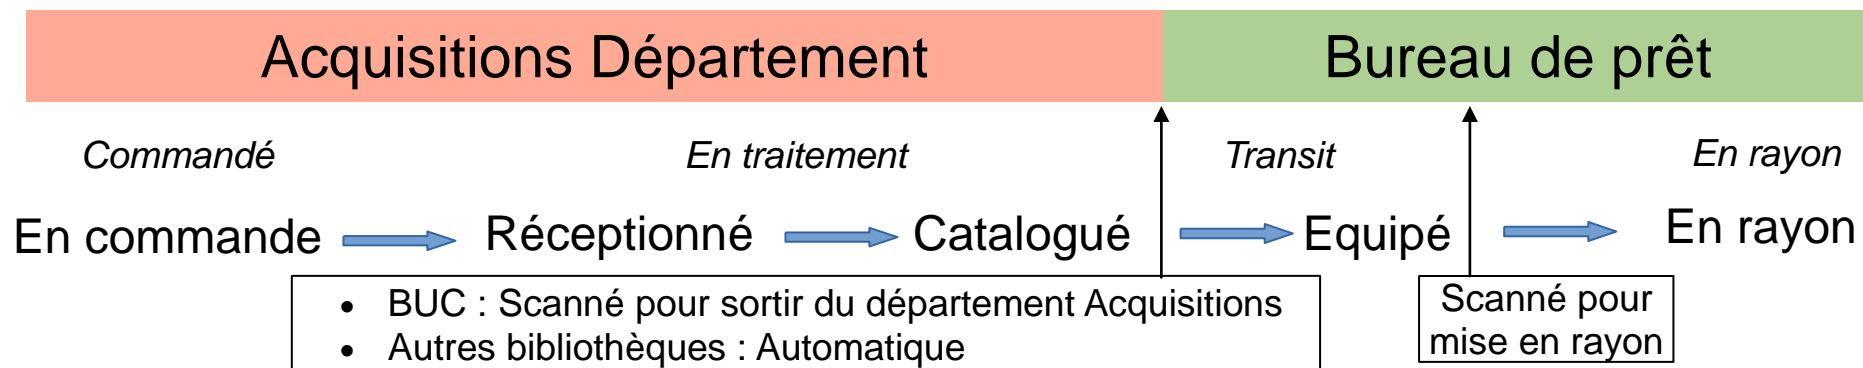 Acquisitions Département
Bureau de prêt
Commandé
En traitement
Transit
En rayon
En commande
Réceptionné
Catalogué
Equipé
En rayon
• BUC : Scanné pour sortir du département Acquisitions
• Autres bibliothèques : Automatique
Scanné pour
mise en rayon